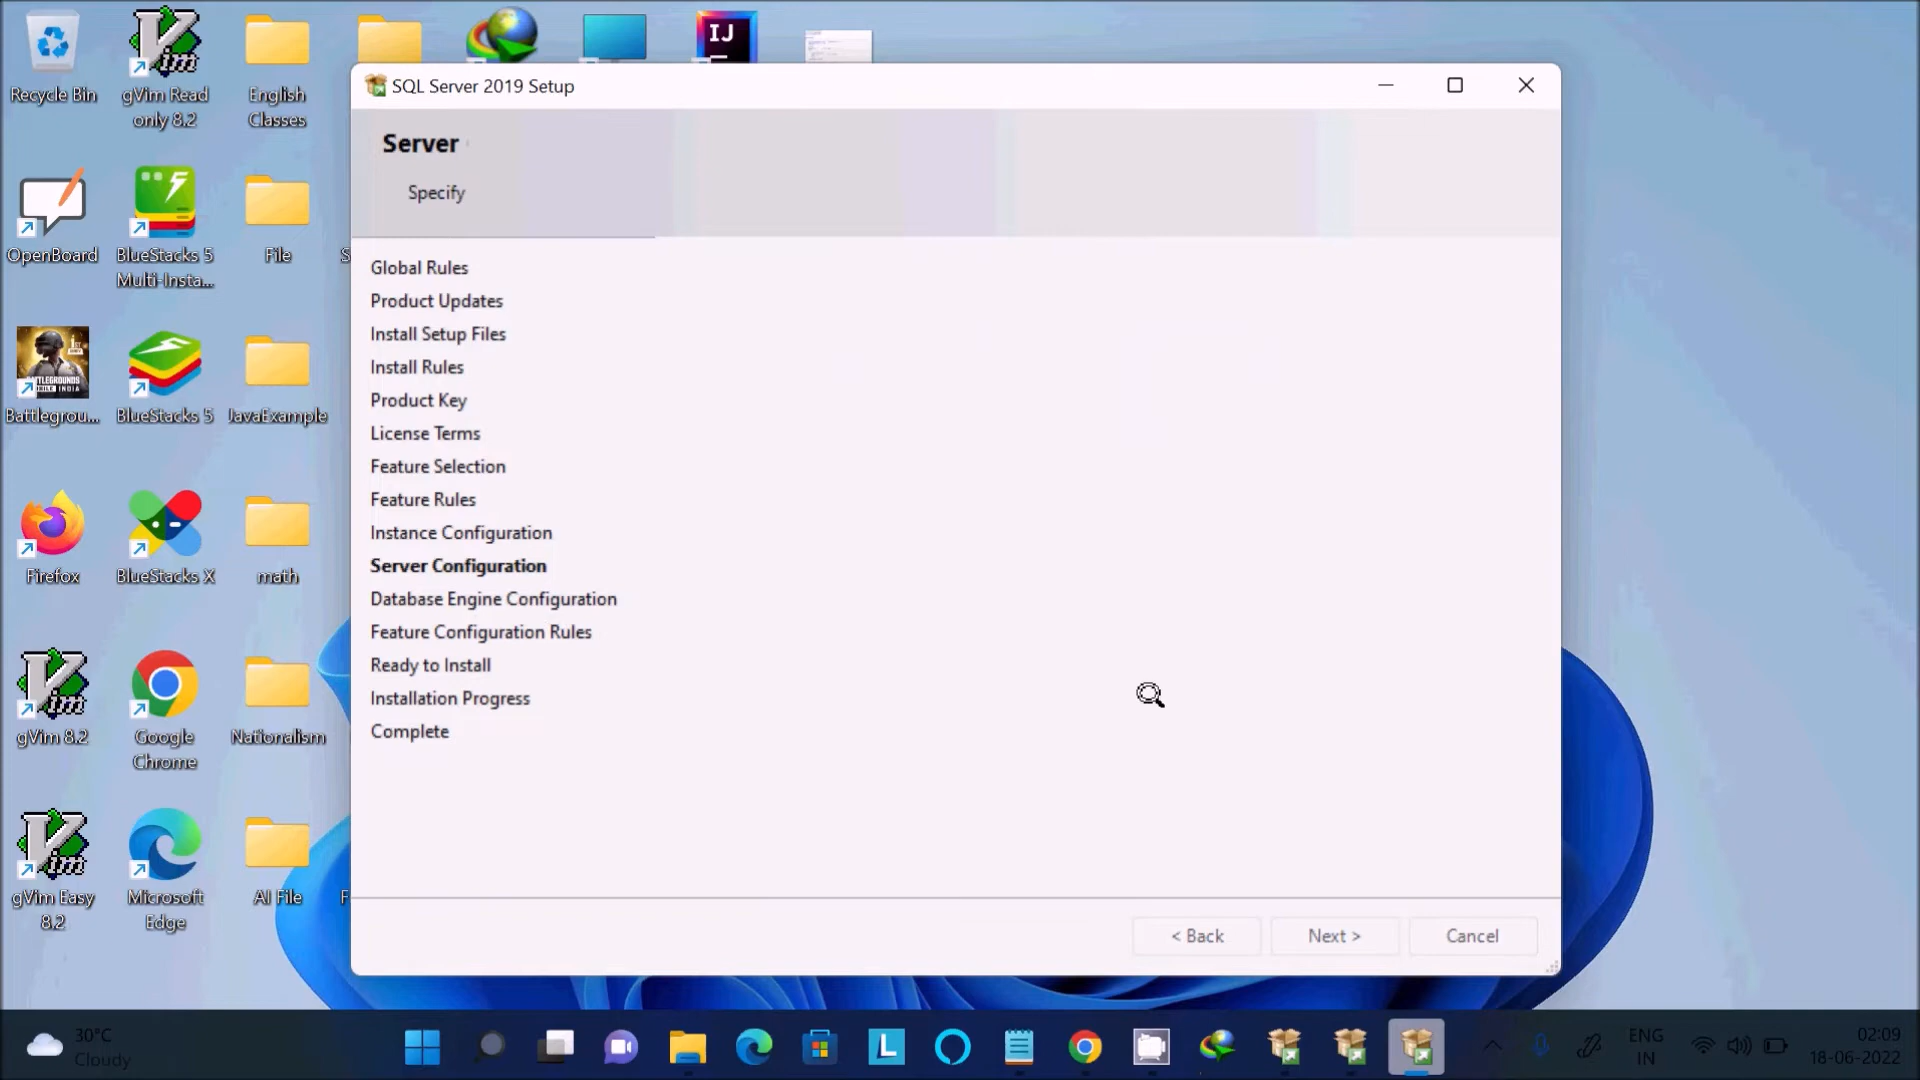 Recycle Bin
gVim Read
only 8.2
English
Classes
IJ
OpenBoard
BlueStacks 5
Multi-Insta...
File
Battlegrou...
BlueStacks 5
JavaExample
Firefox
BlueStacks X
math
gVim 8.2
Google
Chrome
Nationalism
gVim Easy
8.2
Microsoft
Edge
AI File
SQL Server 2019 Setup
Server
Specify
Global Rules
Product Updates
Install Setup Files
Install Rules
Product Key
License Terms
Feature Selection
Feature Rules
Instance Configuration
Server Configuration
Database Engine Configuration
Feature Configuration Rules
Ready to Install
Installation Progress
Complete
< Back
Next >
Cancel
30°C
Cloudy
L
ENG
IN
02:09
18-06-2022